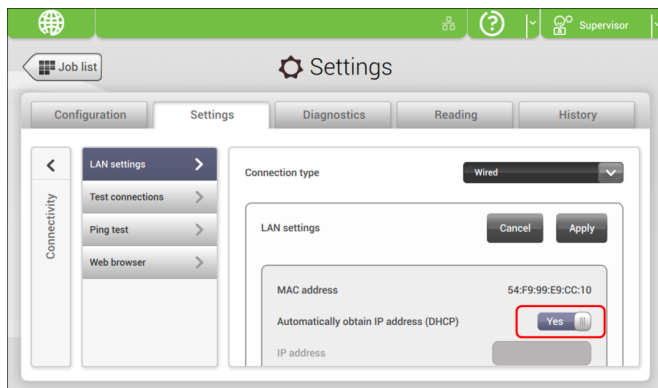 Supervisor
Job list
Settings
Configuration
Settings
Diagnostics
Reading
History
Connectivity
LAN settings
Test connections
Ping test
Web browser
Connection type
Wired
LAN settings
Cancel
Apply
MAC address
54:F9:99:E9:CC:10
Automatically obtain IP address (DHCP)
Yes
IP address